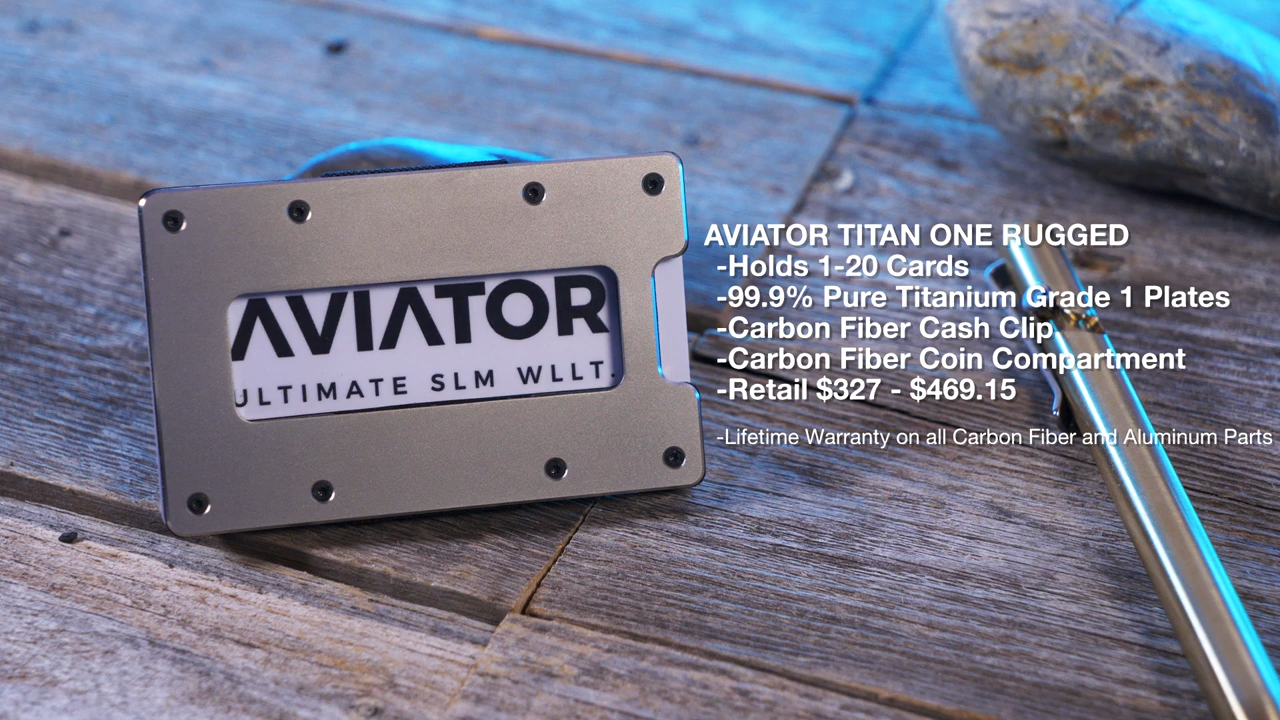 AVIATOR
ULTIMATE SLM WLLT.
AVIATOR TITAN ONE RUGGED
-Holds 1-20 Cards
-99.9% Pure Titanium Grade 1 Plates
-Carbon Fiber Cash Clip
-Carbon Fiber Coin Compartment
-Retail $327 - $469.15
-Lifetime Warranty on all Carbon Fiber and Aluminum Parts